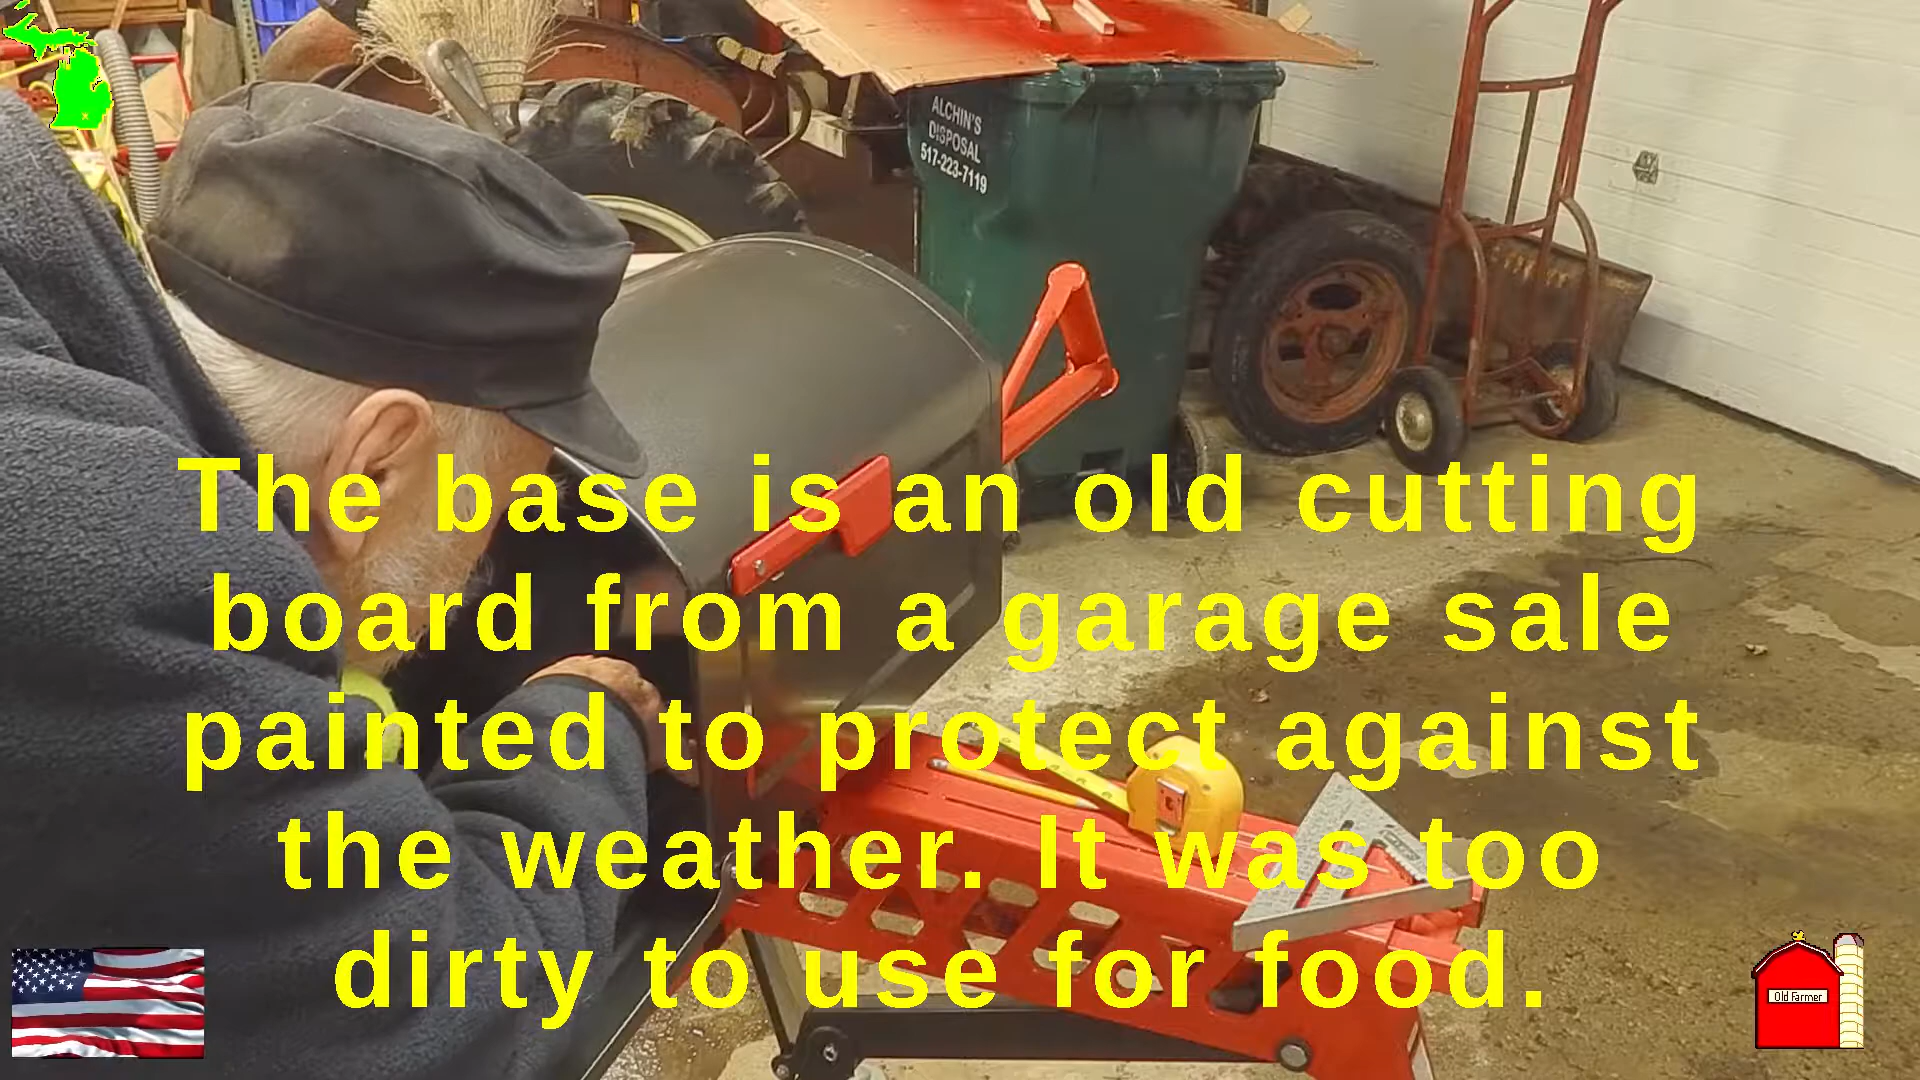 ALCHIN'S
DISPOSAL
517-223-7119
The base is an old cutting
board from a garage sale
painted to protect against
the weather. It was too
dirty to use for food.
Old Farmer